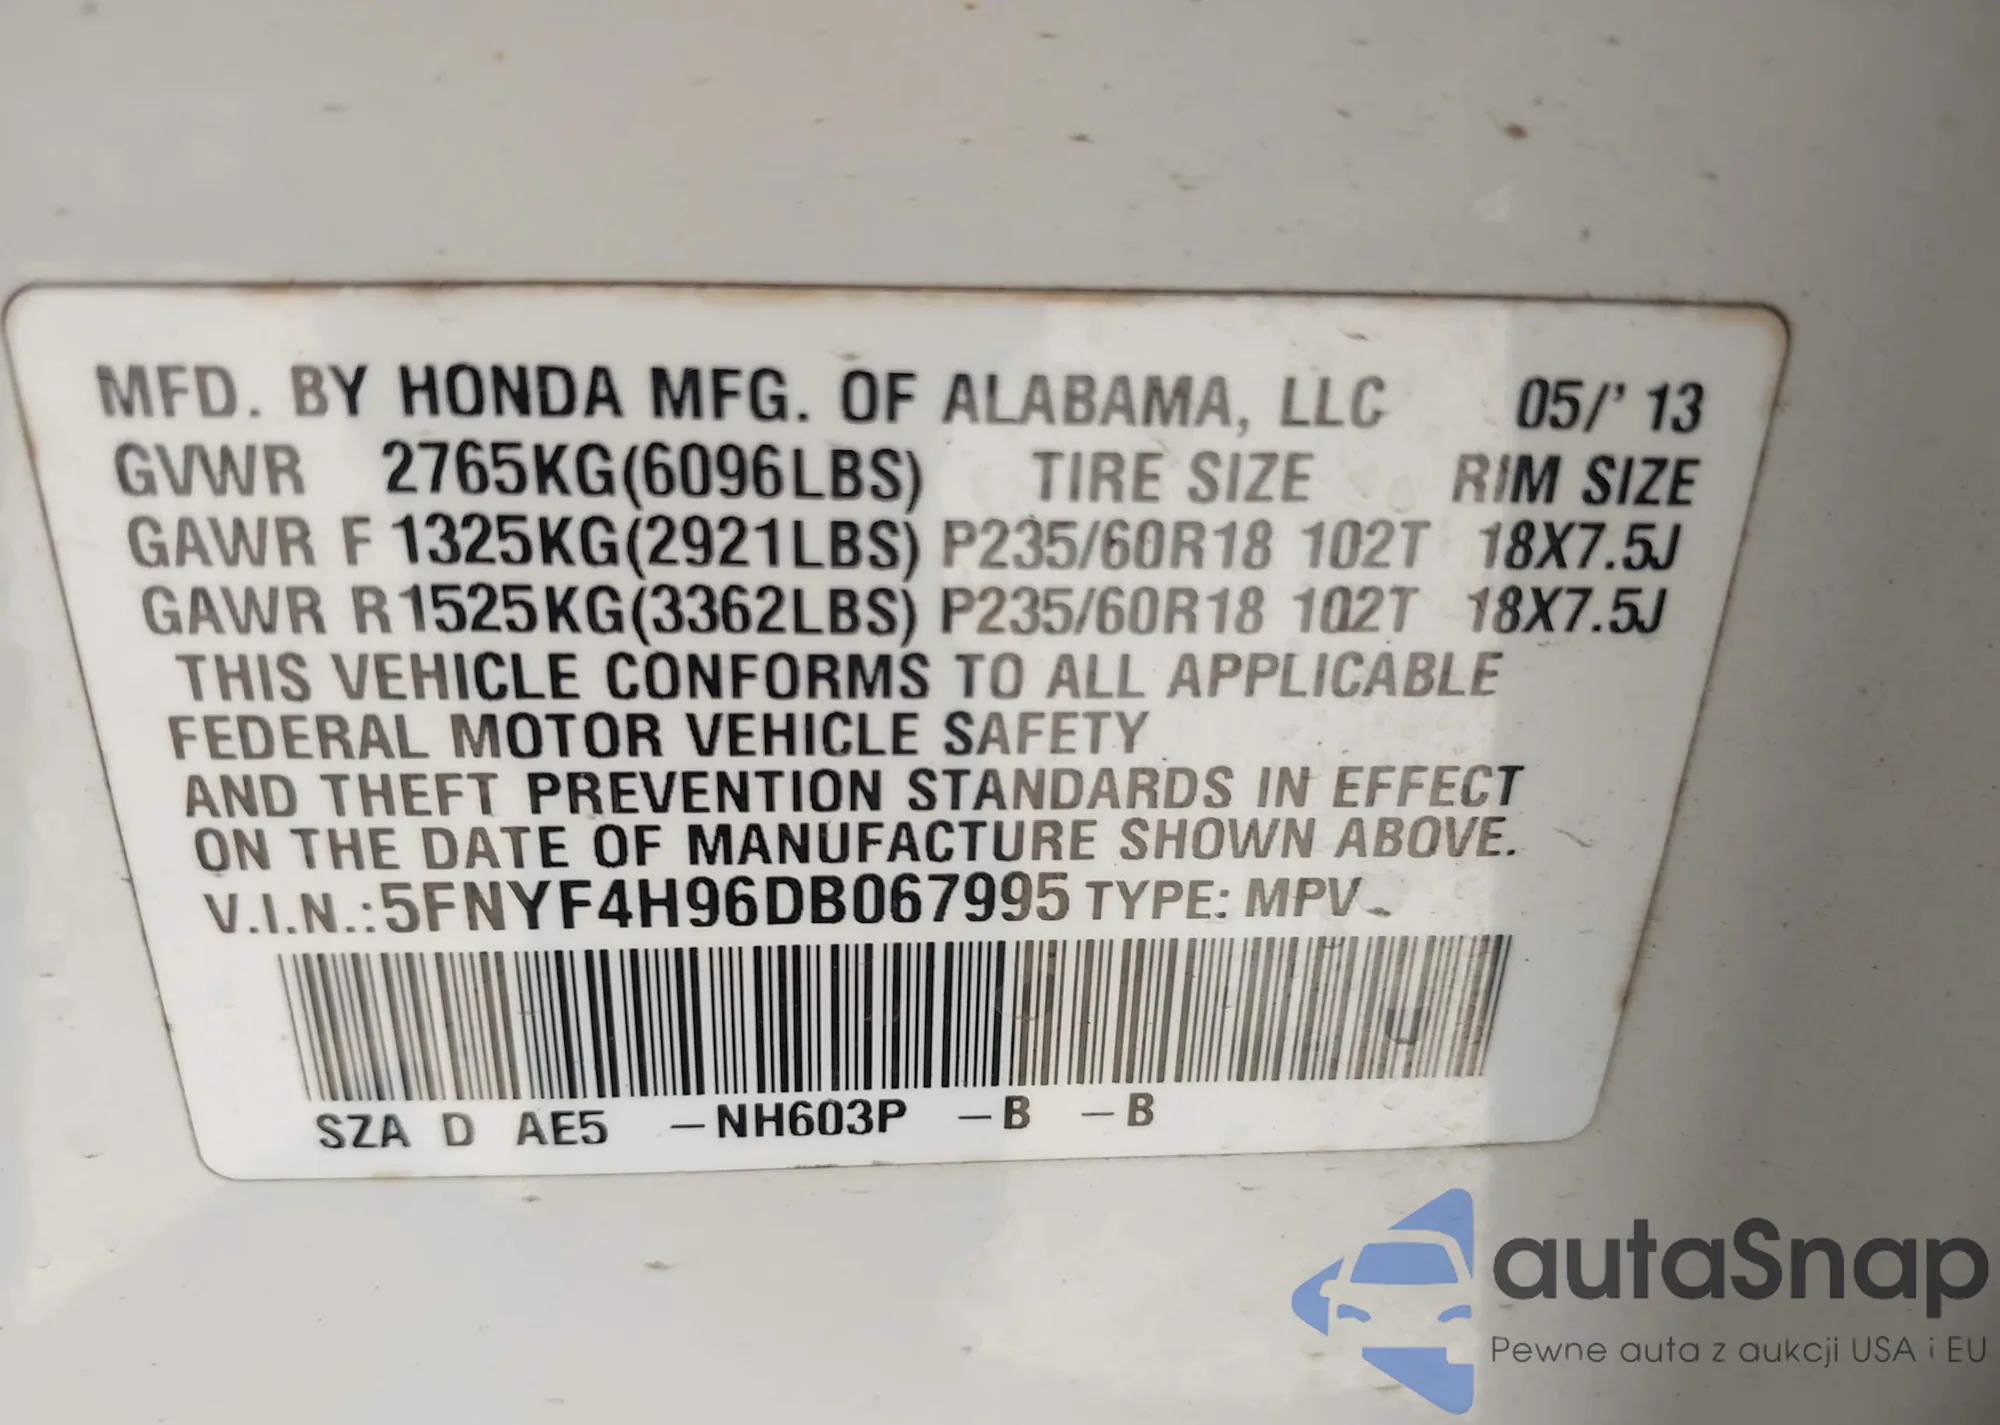 MFD. BY HONDA MFG. OF ALABAMA, LLC 05/' 13
GVWR 2765KG(6096LBS) TIRE SIZE RIM SIZE
GAWR F 1325KG(2921LBS) P235/60R18 102T 18X7.5J
GAWR R 1525KG(3362LBS) P235/60R18 102T 18X7.5J
THIS VEHICLE CONFORMS TO ALL APPLICABLE
FEDERAL MOTOR VEHICLE SAFETY
AND THEFT PREVENTION STANDARDS IN EFFECT
ON THE DATE OF MANUFACTURE SHOWN ABOVE.
V.I.N.:5FNYF4H96DB067995 TYPE: MPV
SZA D AE5 –NH603P –B –B
autaSnap
Pewne auta z aukcji USA i EU